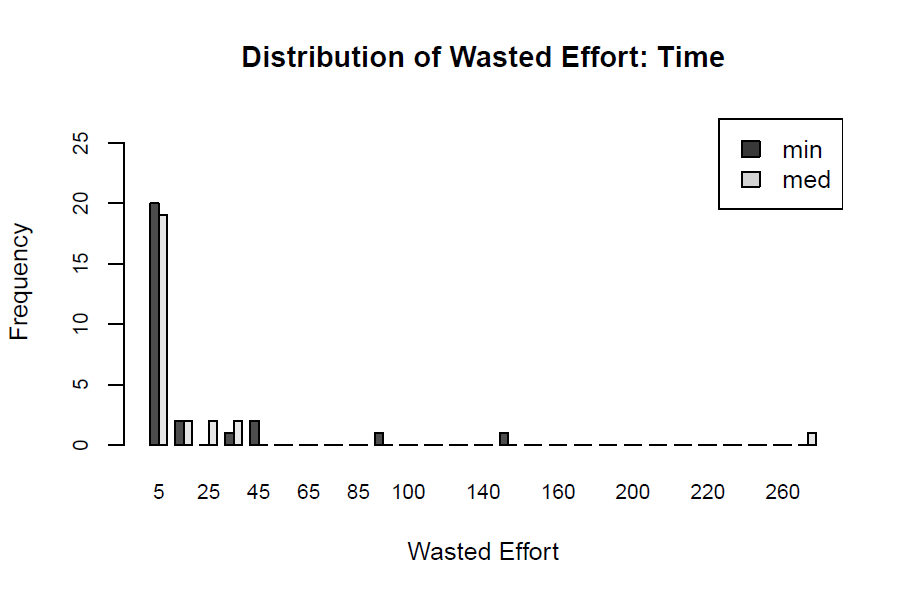 Distribution of Wasted Effort: Time
min
med
Frequency
25
20
15
10
5
0
5 25 45 65 85 100 140 160 200 220 260
Wasted Effort